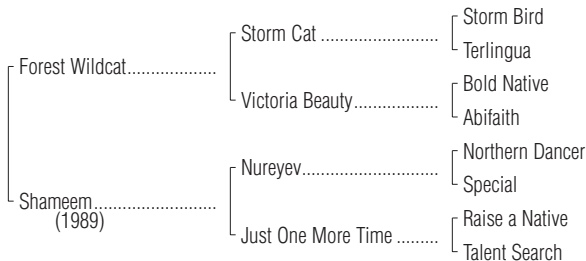 Storm Bird
Storm Cat ........................
Terlingua
Forest Wildcat...................
Bold Native
Victoria Beauty.................
Abifaith
Northern Dancer
Nureyev...........................
Special
Shameem..........................
(1989)
Raise a Native
Just One More Time ........
Talent Search